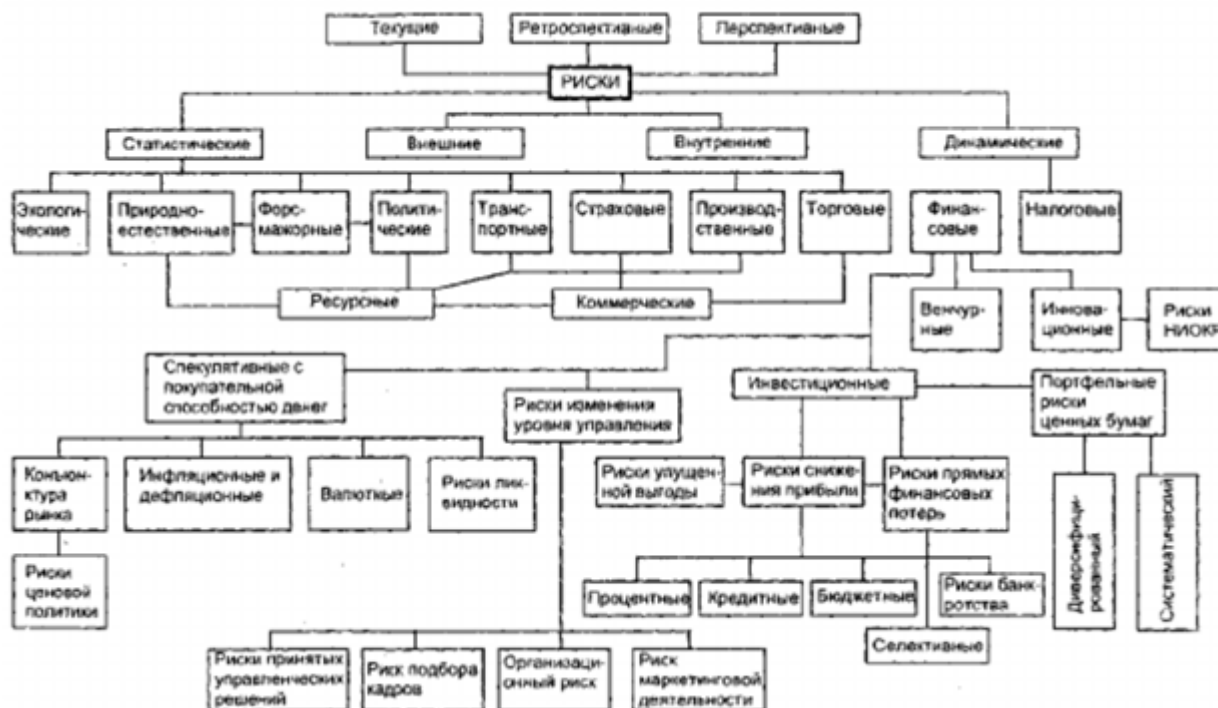 Текущие
Ретроспективные
Перспективные
РИСКИ
Статистические
Внешние
Внутренние
Динамические
Экологи-
ческие
Природно-
естественные
Форс-
мажорные
Полити-
ческие
Тран-
спортные
Страховые
Производ-
ственные
Торговые
Финан-
совые
Налоговые
Ресурсные
Коммерческие
Венчур-
ные
Иннова-
ционные
Риски
НИОКР
Спекулятивные с
покупательной
способностью денег
Риски изменения
уровня управления
Инвестиционные
Портфельные
риски
ценных бумаг
Конъюн-
ктура
рынка
Инфляционные и
дефляционные
Валютные
Риски лик-
видности
Риски упущен-
ной выгоды
Риски сниже-
ния прибыли
Риски прямых
финансовых
потерь
Диверсифици-
рованный
Систематический
Риски
ценовой
политики
Процентные
Кредитные
Бюджетные
Риски банк-
ротства
Селективные
Риски принятых
управленческих
решений
Риск подбора
кадров
Организаци-
онный риск
Риск
маркетинговой
деятельности